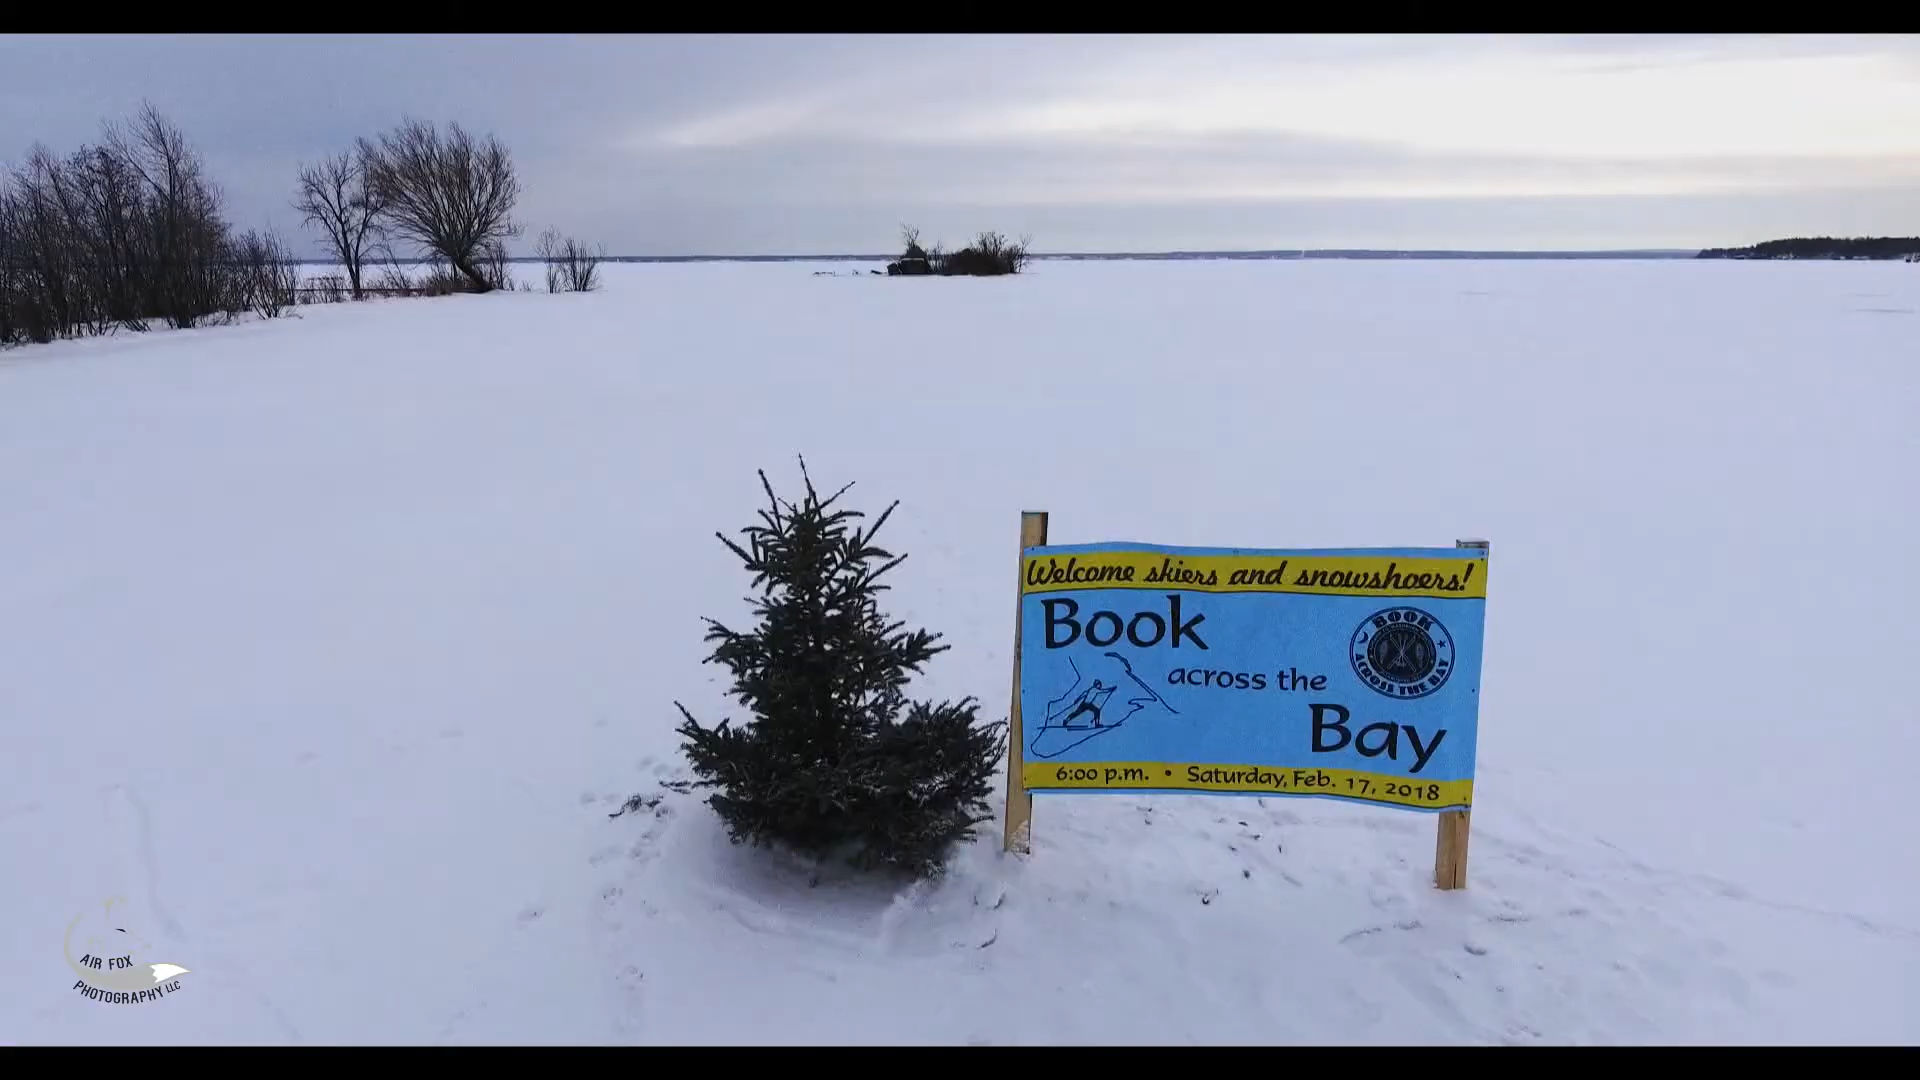 Welcome skiers and snowshoers!
Book
across the
Bay
BOOK
ACROSS THE BAY
6:00 p.m. • Saturday, Feb. 17, 2018
AIR FOX
PHOTOGRAPHY LLC